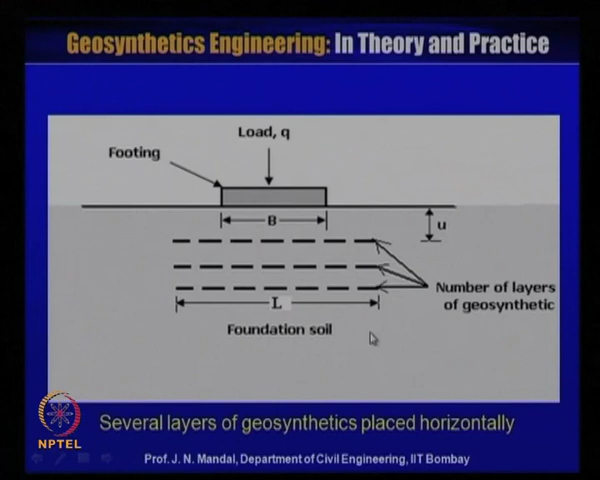 Geosynthetics Engineering: In Theory and Practice
Load, q
Footing
B
u
Number of layers
of geosynthetic
L
Foundation soil
Several layers of geosynthetics placed horizontally
NPTEL
Prof. J. N. Mandal, Department of Civil Engineering, IIT Bombay